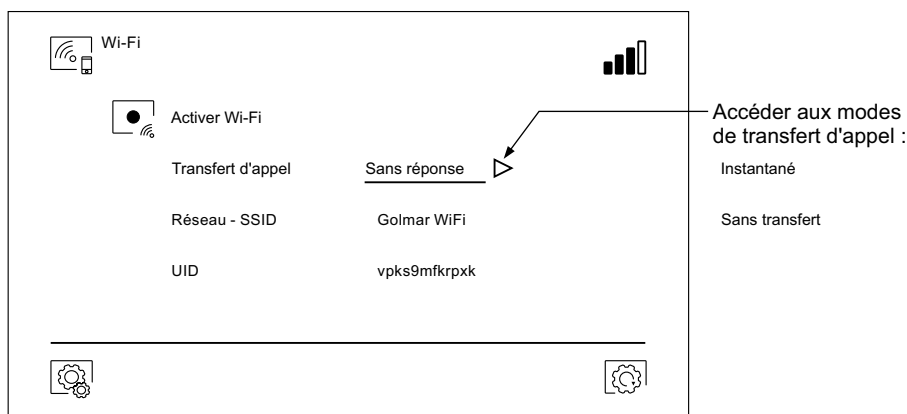 Wi-Fi
Activer Wi-Fi
Accéder aux modes
de transfert d'appel :
Transfert d'appel Sans réponse Instantané
Réseau - SSID Golmar WiFi Sans transfert
UID vpks9mfkrpxk